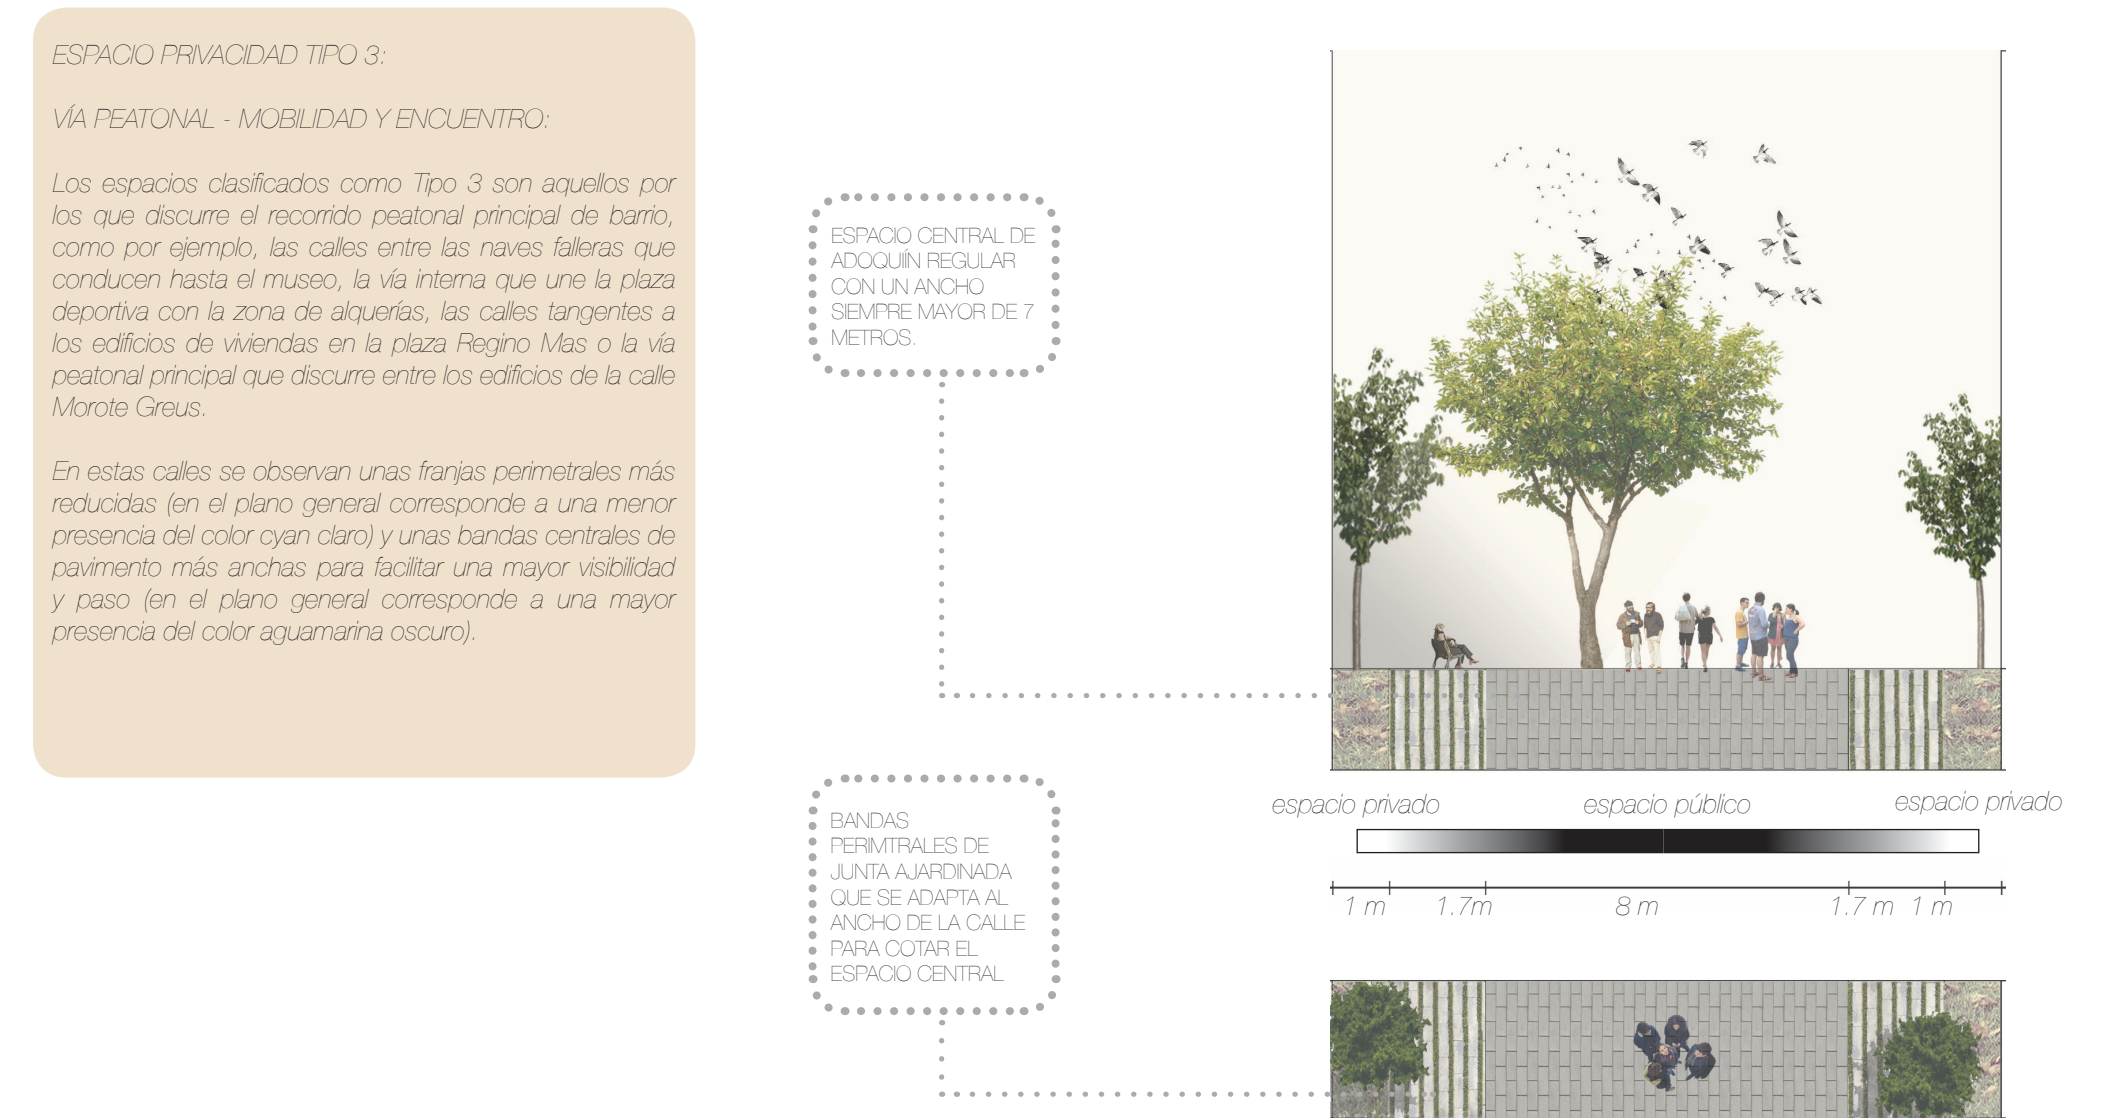 ESPACIO PRIVACIDAD TIPO 3:
VÍA PEATONAL - MOBILIDAD Y ENCUENTRO:
Los espacios clasificados como Tipo 3 son aquellos por
los que discurre el recorrido peatonal principal de barrio,
como por ejemplo, las calles entre las naves falleras que
conducen hasta el museo, la vía interna que une la plaza
deportiva con la zona de alquerías, las calles tangentes a
los edificios de viviendas en la plaza Regino Mas o la vía
peatonal principal que discurre entre los edificios de la calle
Morote Greus.
En estas calles se observan unas franjas perimetrales más
reducidas (en el plano general corresponde a una menor
presencia del color cyan claro) y unas bandas centrales de
pavimento más anchas para facilitar una mayor visibilidad
y paso (en el plano general corresponde a una mayor
presencia del color aguamarina oscuro).
ESPACIO CENTRAL DE
ADOQUIÍN REGULAR
CON UN ANCHO
SIEMPRE MAYOR DE 7
METROS.
BANDAS
PERIMTRALES DE
JUNTA AJARDINADA
QUE SE ADAPTA AL
ANCHO DE LA CALLE
PARA COTAR EL
ESPACIO CENTRAL
espacio privado espacio público espacio privado
1 m 1.7m 8 m 1.7 m 1 m